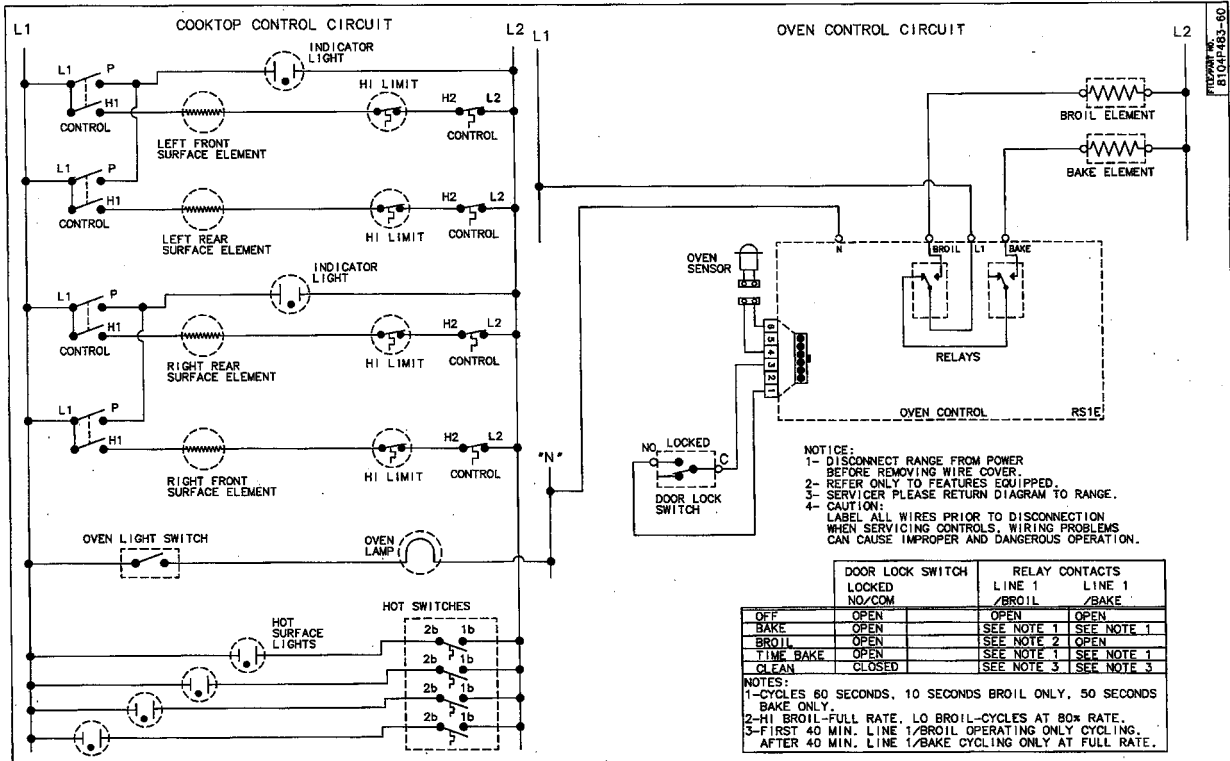 COOKTOP CONTROL CIRCUIT
OVEN CONTROL CIRCUIT
8104P483-60
L1
L2
L1
L2
INDICATOR
LIGHT
L1
P
H1
CONTROL
LEFT FRONT
SURFACE ELEMENT
HI LIMIT
H2
L2
CONTROL
L1
P
H1
CONTROL
LEFT REAR
SURFACE ELEMENT
HI LIMIT
H2
L2
CONTROL
INDICATOR
LIGHT
L1
P
H1
CONTROL
RIGHT REAR
SURFACE ELEMENT
HI LIMIT
H2
L2
CONTROL
L1
P
H1
RIGHT FRONT
SURFACE ELEMENT
HI LIMIT
H2
L2
CONTROL
"N"
OVEN LIGHT SWITCH
OVEN
LAMP
HOT SWITCHES
HOT
SURFACE
LIGHTS
2b 1b
2b 1b
2b 1b
2b 1b
BROIL ELEMENT
BAKE ELEMENT
OVEN
SENSOR
N
BROIL
L1
BAKE
RELAYS
6
5
4
3
2
1
OVEN CONTROL
RS1E
NO
LOCKED
C
DOOR LOCK
SWITCH
NOTICE:
1- DISCONNECT RANGE FROM POWER
BEFORE REMOVING WIRE COVER.
2- REFER ONLY TO FEATURES EQUIPPED.
3- SERVICER PLEASE RETURN DIAGRAM TO RANGE.
4- CAUTION:
LABEL ALL WIRES PRIOR TO DISCONNECTION
WHEN SERVICING CONTROLS. WIRING PROBLEMS
CAN CAUSE IMPROPER AND DANGEROUS OPERATION.
DOOR LOCK SWITCH RELAY CONTACTS
LOCKED LINE 1 LINE 1
NO/COM /BROIL /BAKE
OFF OPEN OPEN OPEN
BAKE OPEN SEE NOTE 1 SEE NOTE 1
BROIL OPEN SEE NOTE 2 OPEN
TIME BAKE OPEN SEE NOTE 1 SEE NOTE 1
CLEAN CLOSED SEE NOTE 3 SEE NOTE 3
NOTES:
1-CYCLES 60 SECONDS, 10 SECONDS BROIL ONLY, 50 SECONDS
BAKE ONLY.
2-HI BROIL-FULL RATE, LO BROIL-CYCLES AT 80% RATE.
3-FIRST 40 MIN. LINE 1/BROIL OPERATING ONLY CYCLING.
AFTER 40 MIN. LINE 1/BAKE CYCLING ONLY AT FULL RATE.